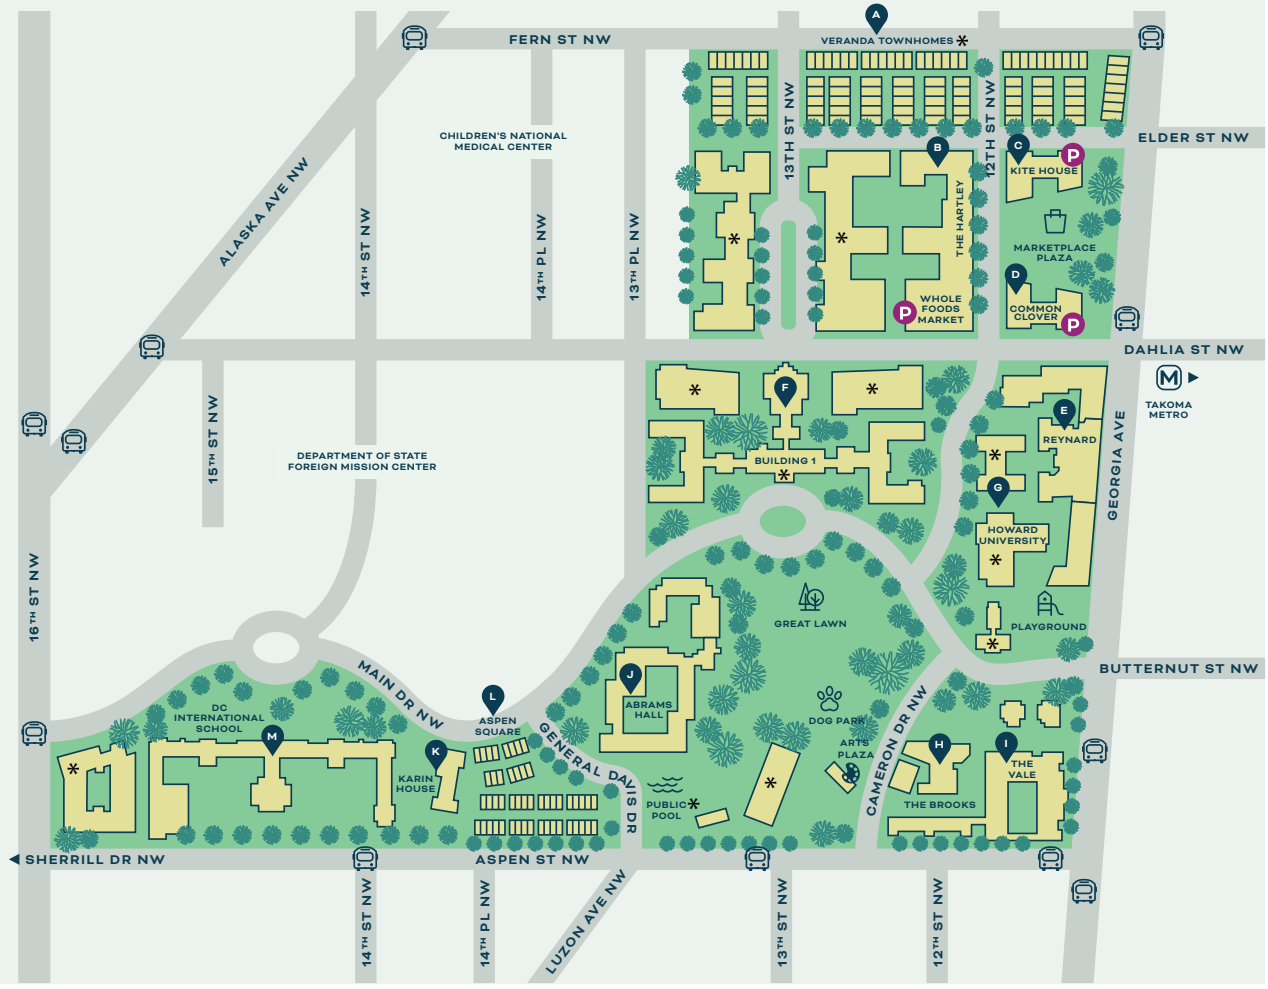 A
FERN ST NW
VERANDA TOWNHOMES *
13TH ST NW
12TH ST NW
ELDER ST NW
CHILDREN'S NATIONAL
MEDICAL CENTER
B
C
P
KITE HOUSE
ALASKA AVE NW
14TH ST NW
14TH PL NW
13TH PL NW
*
*
THE HARTLEY
MARKETPLACE
PLAZA
D
WHOLE
FOODS
MARKET
P
COMMON
CLOVER
P
DAHLIA ST NW
M
TAKOMA
METRO
*
F
*
E
REYNARD
15TH ST NW
DEPARTMENT OF STATE
FOREIGN MISSION CENTER
BUILDING 1
*
*
G
GEORGIA AVE
HOWARD
UNIVERSITY
*
16TH ST NW
GREAT LAWN
PLAYGROUND
*
BUTTERNUT ST NW
MAIN DR NW
J
ABRAMS
HALL
L
ASPEN
SQUARE
DC
INTERNATIONAL
SCHOOL
M
DOG PARK
ARTS
PLAZA
CAMERON DR NW
GENERAL DAVIS DR
K
KARIN
HOUSE
*
H
I
THE
VALE
THE BROOKS
PUBLIC *
POOL
*
SHERRILL DR NW
ASPEN ST NW
14TH ST NW
14TH PL NW
LUZON AVE NW
13TH ST NW
12TH ST NW